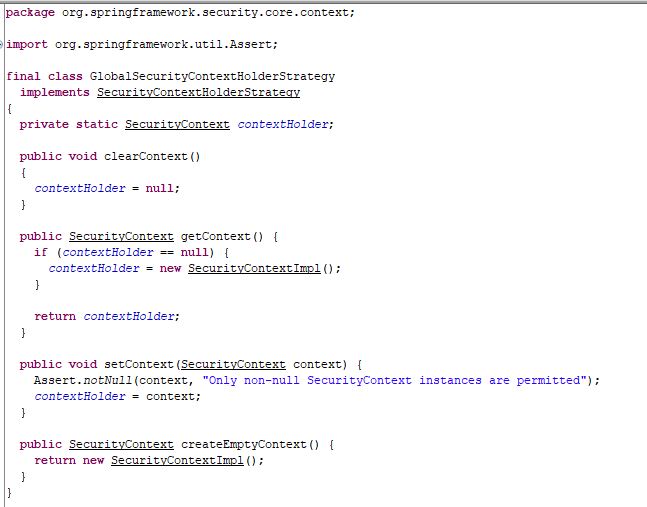 package org.springframework.security.core.context;
import org.springframework.util.Assert;
final class GlobalSecurityContextHolderStrategy
  implements SecurityContextHolderStrategy
{
  private static SecurityContext contextHolder;
  public void clearContext()
  {
    contextHolder = null;
  }
  public SecurityContext getContext() {
    if (contextHolder == null) {
      contextHolder = new SecurityContextImpl();
    }
    return contextHolder;
  }
  public void setContext(SecurityContext context) {
    Assert.notNull(context, "Only non-null SecurityContext instances are permitted");
    contextHolder = context;
  }
  public SecurityContext createEmptyContext() {
    return new SecurityContextImpl();
  }
}